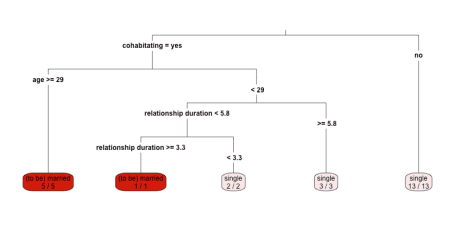 cohabitating = yes
no
age >= 29
< 29
relationship duration < 5.8
>= 5.8
relationship duration >= 3.3
< 3.3
(to be) married
5 / 5
(to be) married
1 / 1
single
2 / 2
single
3 / 3
single
13 / 13